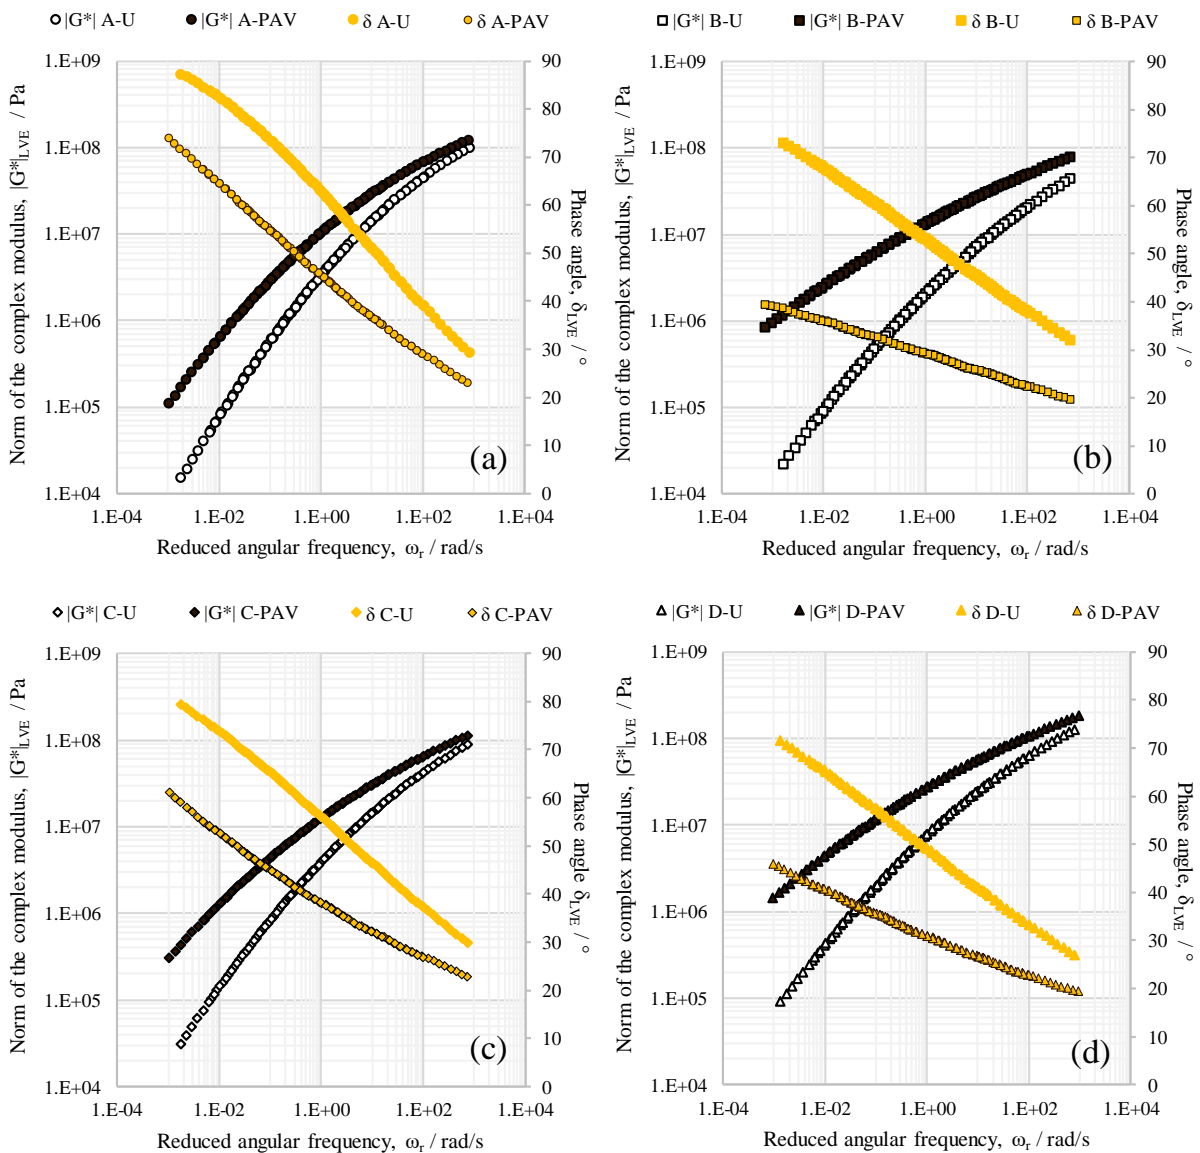 |G*| A-U |G*| A-PAV δ A-U δ A-PAV
1.E+09
1.E+08
1.E+07
1.E+06
1.E+05
1.E+04
90
80
70
60
50
40
30
20
10
0
1.E-04 1.E-02 1.E+00 1.E+02 1.E+04
Norm of the complex modulus, |G*|LVE / Pa
Phase angle, δLVE / °
Reduced angular frequency, ωr / rad/s
(a)
|G*| B-U |G*| B-PAV δ B-U δ B-PAV
1.E+09
1.E+08
1.E+07
1.E+06
1.E+05
1.E+04
90
80
70
60
50
40
30
20
10
0
1.E-04 1.E-02 1.E+00 1.E+02 1.E+04
Norm of the complex modulus, |G*|LVE / Pa
Phase angle, δLVE / °
Reduced angular frequency, ωr / rad/s
(b)
|G*| C-U |G*| C-PAV δ C-U δ C-PAV
1.E+09
1.E+08
1.E+07
1.E+06
1.E+05
1.E+04
90
80
70
60
50
40
30
20
10
0
1.E-04 1.E-02 1.E+00 1.E+02 1.E+04
Norm of the complex modulus, |G*|LVE / Pa
Phase angle δLVE / °
Reduced angular frequency, ωr / rad/s
(c)
|G*| D-U |G*| D-PAV δ D-U δ D-PAV
1.E+09
1.E+08
1.E+07
1.E+06
1.E+05
1.E+04
90
80
70
60
50
40
30
20
10
0
1.E-04 1.E-02 1.E+00 1.E+02 1.E+04
Norm of the complex modulus, |G*|LVE / Pa
Phase angle, δLVE / °
Reduced angular frequency, ωr / rad/s
(d)